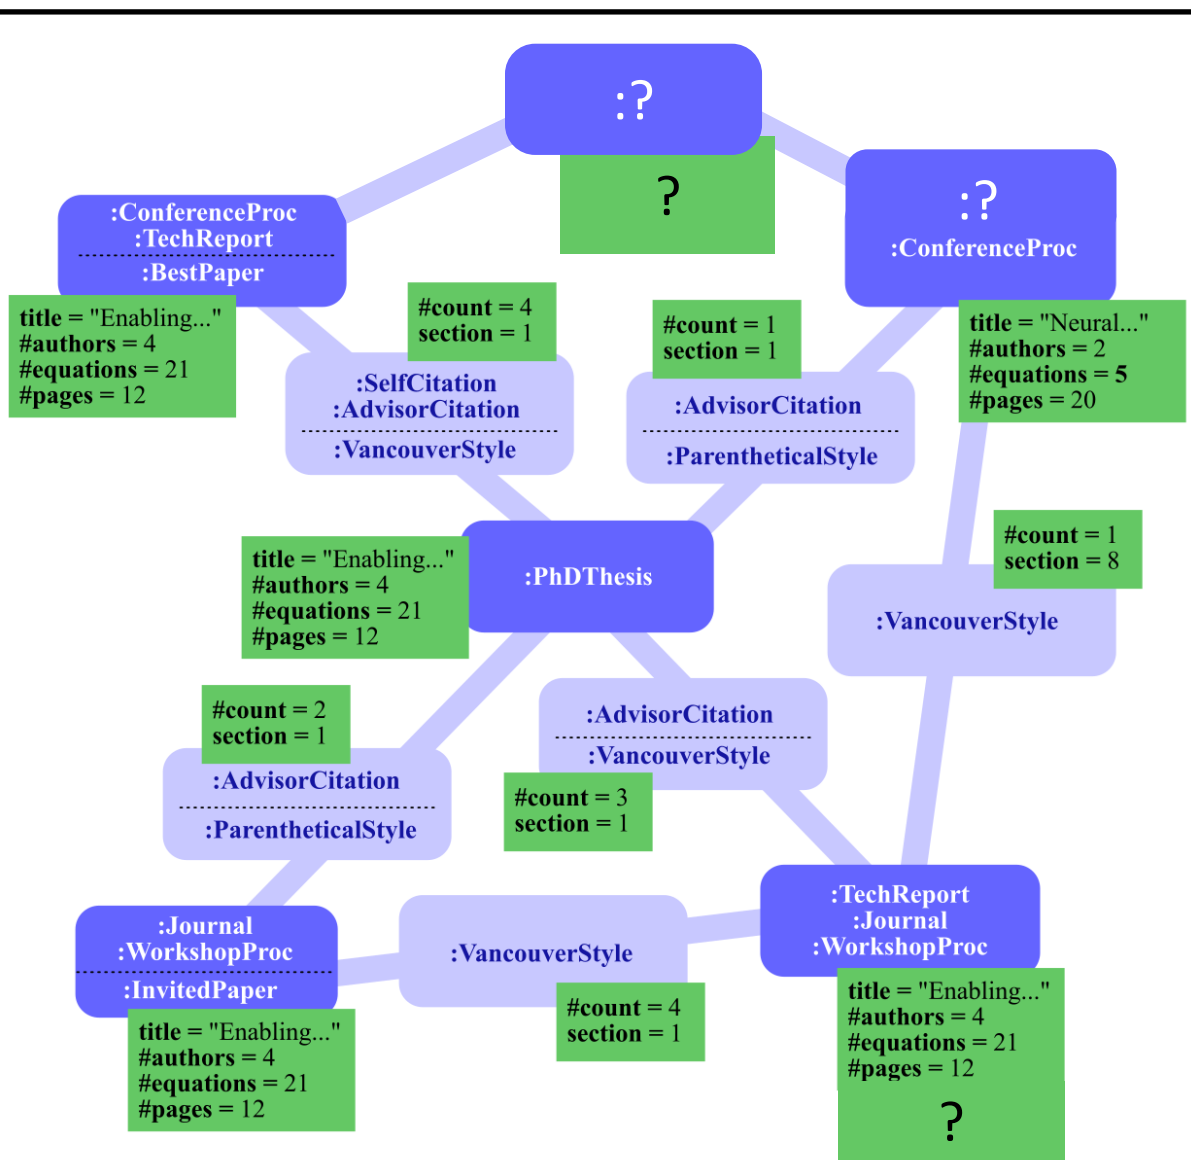 :?
?
:ConferenceProc
:TechReport
:BestPaper
title = "Enabling..."
#authors = 4
#equations = 21
#pages = 12
#count = 4
section = 1
:SelfCitation
:AdvisorCitation
:VancouverStyle
#count = 1
section = 1
:AdvisorCitation
:ParentheticalStyle
:?
:ConferenceProc
title = "Neural..."
#authors = 2
#equations = 5
#pages = 20
title = "Enabling..."
#authors = 4
#equations = 21
#pages = 12
:PhDThesis
#count = 1
section = 8
:VancouverStyle
#count = 2
section = 1
:AdvisorCitation
:ParentheticalStyle
:AdvisorCitation
:VancouverStyle
#count = 3
section = 1
:Journal
:WorkshopProc
:InvitedPaper
title = "Enabling..."
#authors = 4
#equations = 21
#pages = 12
:VancouverStyle
#count = 4
section = 1
:TechReport
:Journal
:WorkshopProc
title = "Enabling..."
#authors = 4
#equations = 21
#pages = 12
?